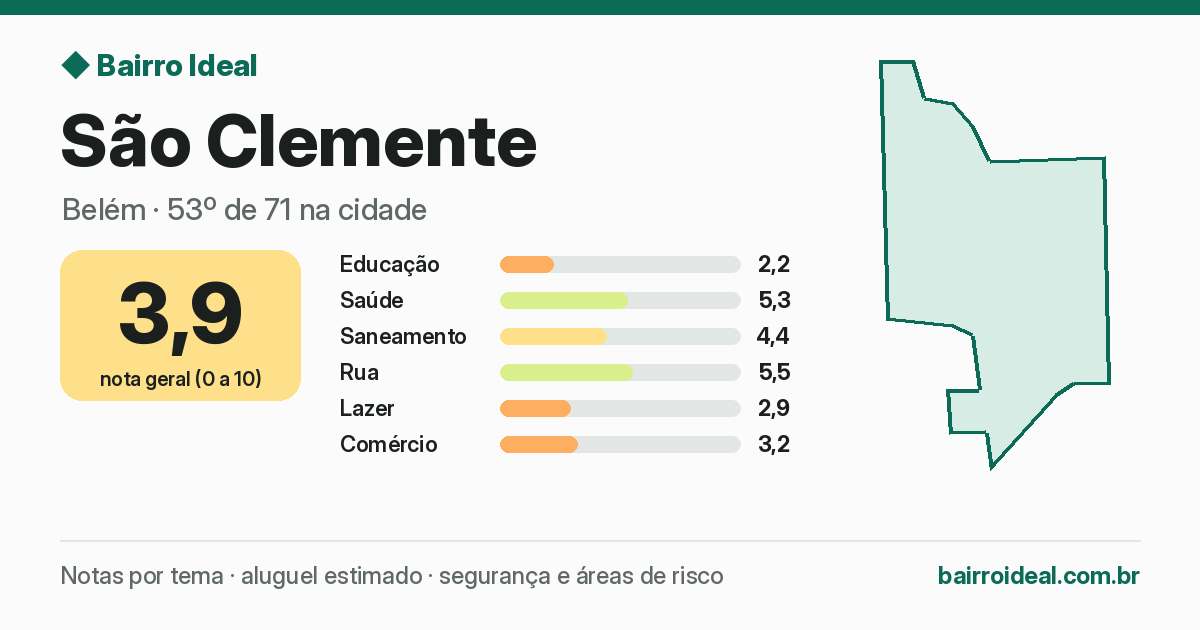 Bairro Ideal
São Clemente
Belém · 53º de 71 na cidade
3,9
nota geral (0 a 10)
Educação 2,2
Saúde 5,3
Saneamento 4,4
Rua 5,5
Lazer 2,9
Comércio 3,2
Notas por tema · aluguel estimado · segurança e áreas de risco
bairroideal.com.br